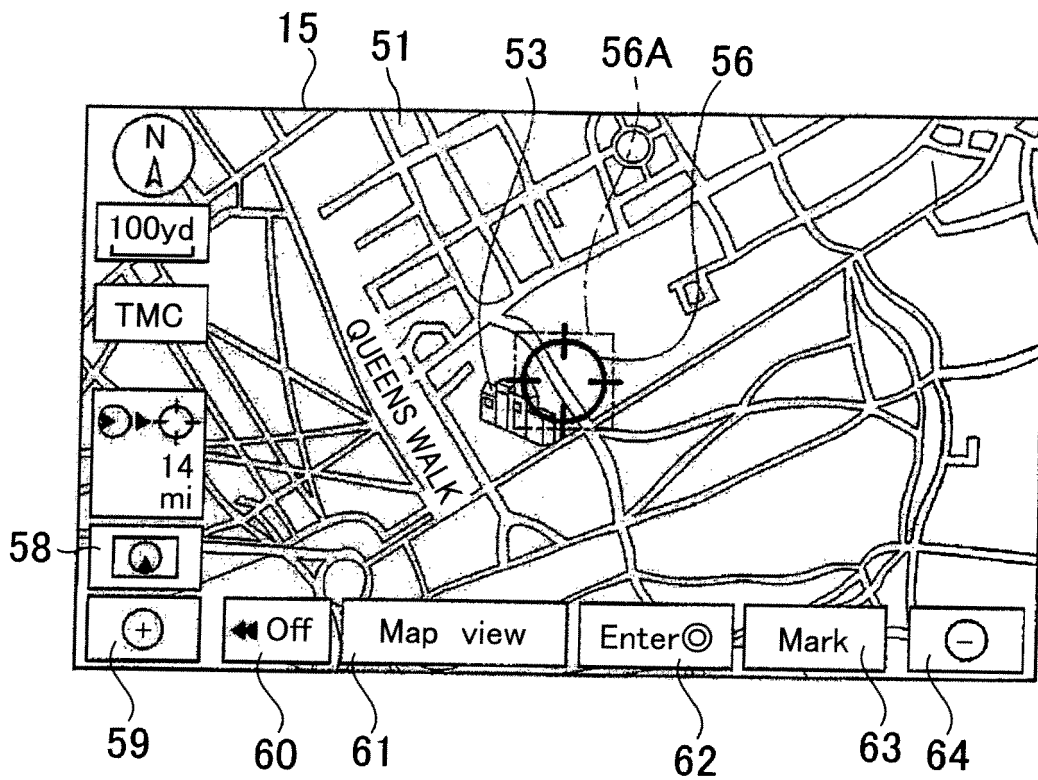 15 51 53 56A 56
N
100yd
TMC
QUEENS WALK
14
mi
58
+
◀◀ Off
Map view
Enter◎
Mark
−
59 60 61 62 63 64